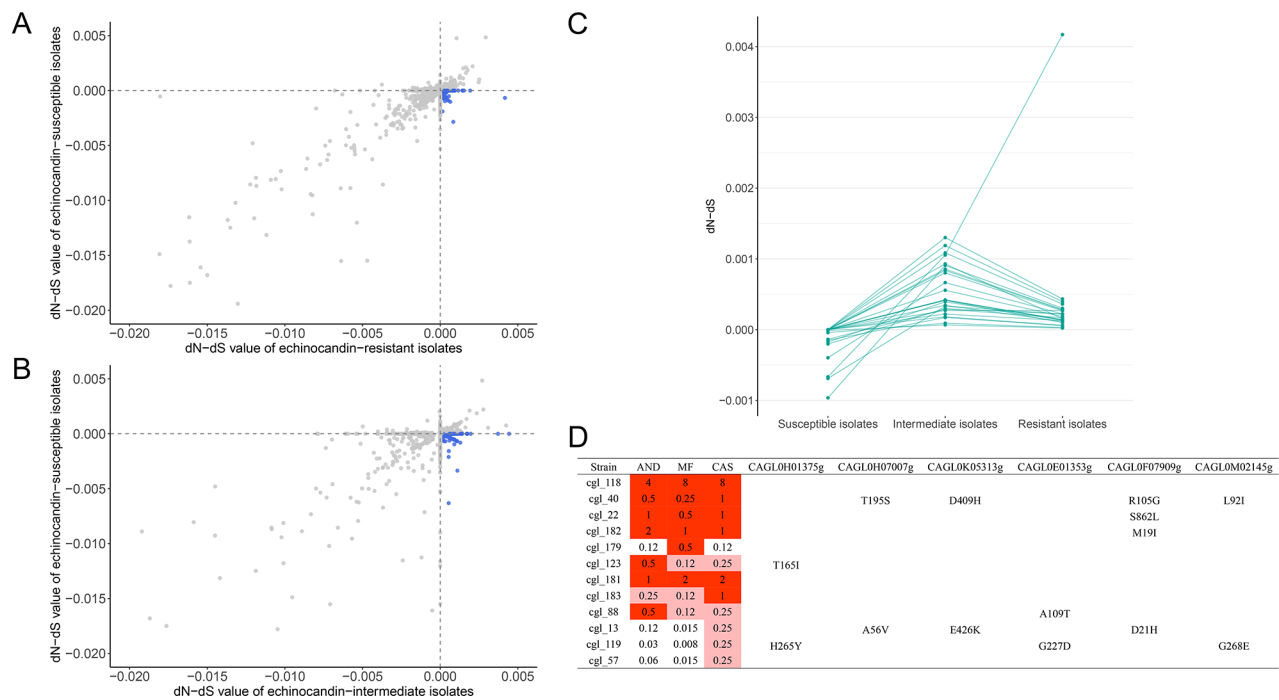 A
dN−dS value of echinocandin−susceptible isolates
0.005
0.000
−0.005
−0.010
−0.015
−0.020
−0.020 −0.015 −0.010 −0.005 0.000 0.005
dN−dS value of echinocandin−resistant isolates
B
dN−dS value of echinocandin−susceptible isolates
0.005
0.000
−0.005
−0.010
−0.015
−0.020
−0.020 −0.015 −0.010 −0.005 0.000 0.005
dN−dS value of echinocandin−intermediate isolates
C
dN−dS
0.004
0.003
0.002
0.001
0.000
−0.001
Susceptible isolates Intermediate isolates Resistant isolates
D
Strain AND MF CAS CAGL0H01375g CAGL0H07007g CAGL0K05313g CAGL0E01353g CAGL0F07909g CAGL0M02145g
cgl_118 4 8 8
cgl_40 0.5 0.25 1 T195S D409H R105G L92I
cgl_22 1 0.5 1 S862L
cgl_182 2 1 1 M19I
cgl_179 0.12 0.5 0.12
cgl_123 0.5 0.12 0.25 T165I
cgl_181 1 2 2
cgl_183 0.25 0.12 1
cgl_88 0.5 0.12 0.25 A109T
cgl_13 0.12 0.015 0.25 A56V E426K D21H
cgl_119 0.03 0.008 0.25 H265Y G227D G268E
cgl_57 0.06 0.015 0.25